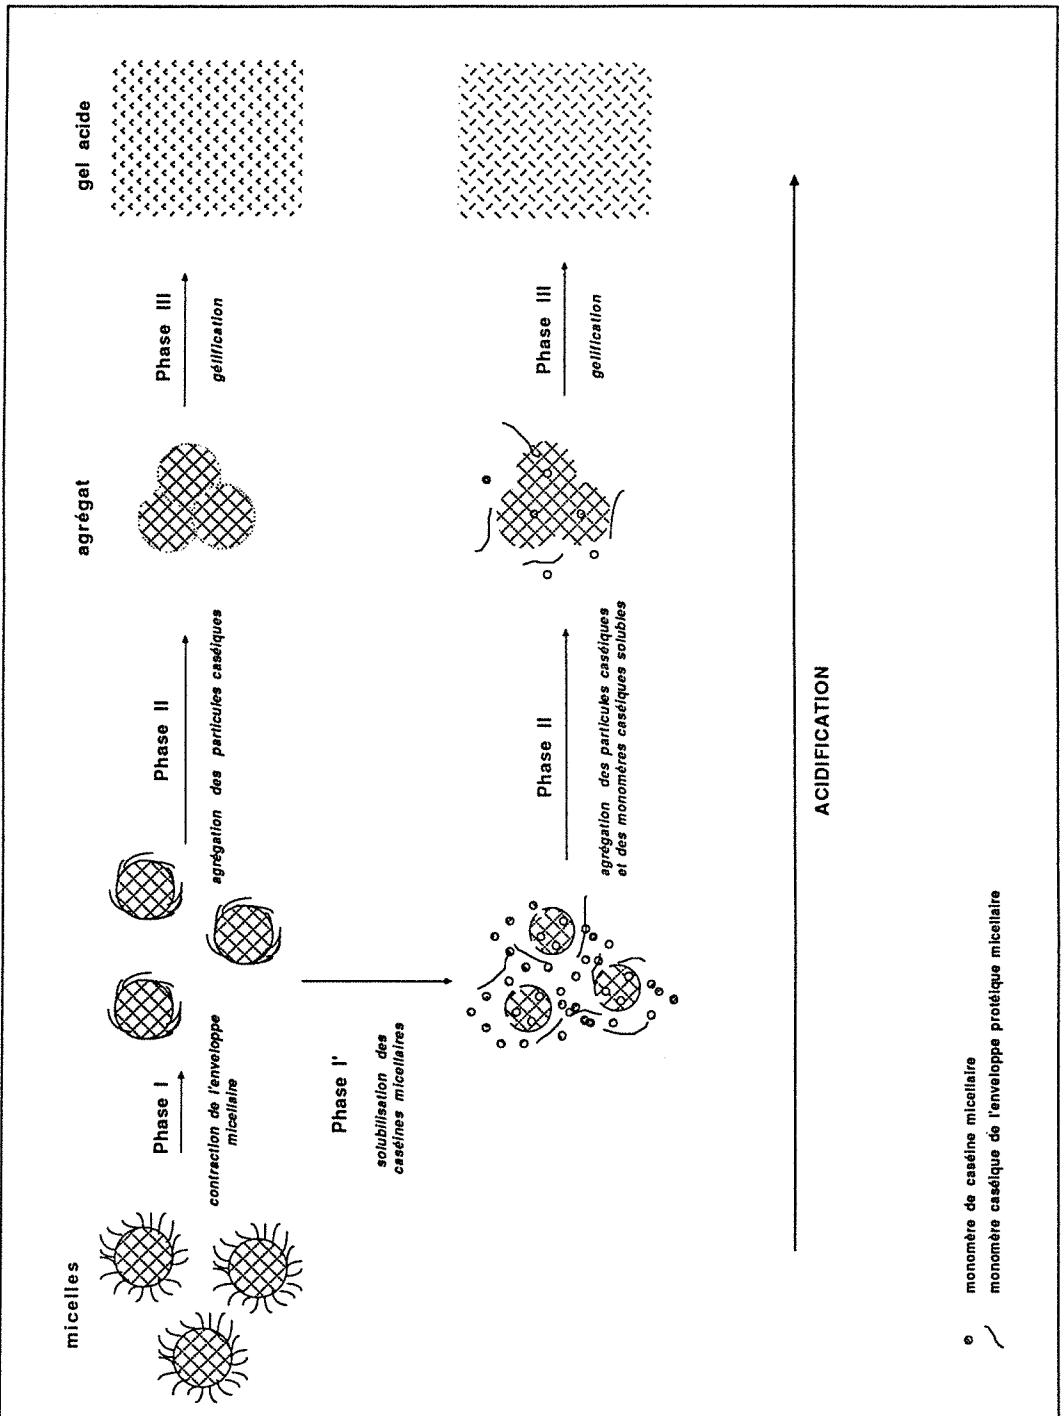 micelles
agrégat
gel acide
Phase I
contraction de l'enveloppe
micellaire
Phase II
agrégation des particules caséiques
Phase III
gélification
Phase I'
solubilisation des
caséines micellaires
Phase II
agrégation des particules caséiques
et des monomères caséiques solubles
Phase III
gelification
ACIDIFICATION
monomère de caséine micellaire
monomère caséique de l'enveloppe protéique micellaire